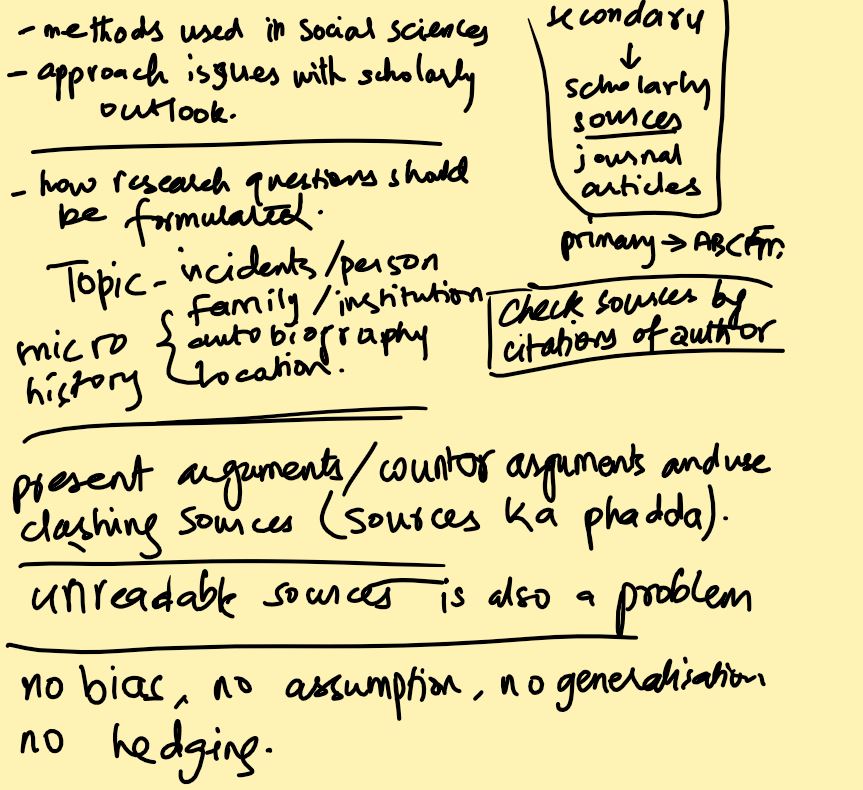 - methods used in social sciences
- approach issues with scholarly
outlook.
secondary
↓
scholarly
sources
journal
articles
primary →
- how research questions should
be formulated.
Topic - incidents/person
family/institution
micro history { autobiography
location.
check sources by
citations of author
present arguments/counter arguments and use
clashing sources (sources ka phadda).
unreadable sources is also a problem
no bias, no assumption, no generalisation
no hedging.